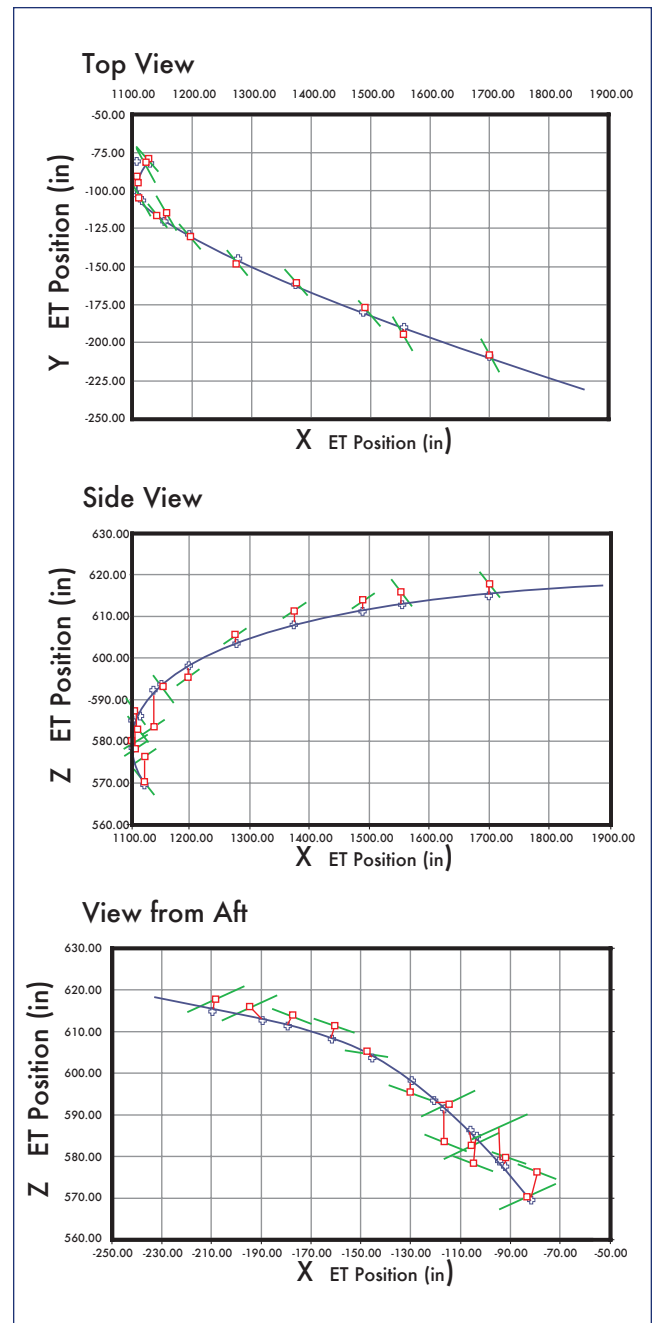 Top View
1100.00 1200.00 1300.00 1400.00 1500.00 1600.00 1700.00 1800.00 1900.00
-50.00
-75.00
-100.00
-125.00
-150.00
-175.00
-200.00
-225.00
-250.00
Y ET Position (in)
X ET Position (in)
Side View
630.00
620.00
610.00
600.00
590.00
580.00
570.00
560.00
Z ET Position (in)
1100.00 1200.00 1300.00 1400.00 1500.00 1600.00 1700.00 1800.00 1900.00
X ET Position (in)
View from Aft
630.00
620.00
610.00
600.00
590.00
580.00
570.00
560.00
Z ET Position (in)
-250.00 -230.00 -210.00 -190.00 -170.00 -150.00 -130.00 -110.00 -90.00 -70.00 -50.00
X ET Position (in)